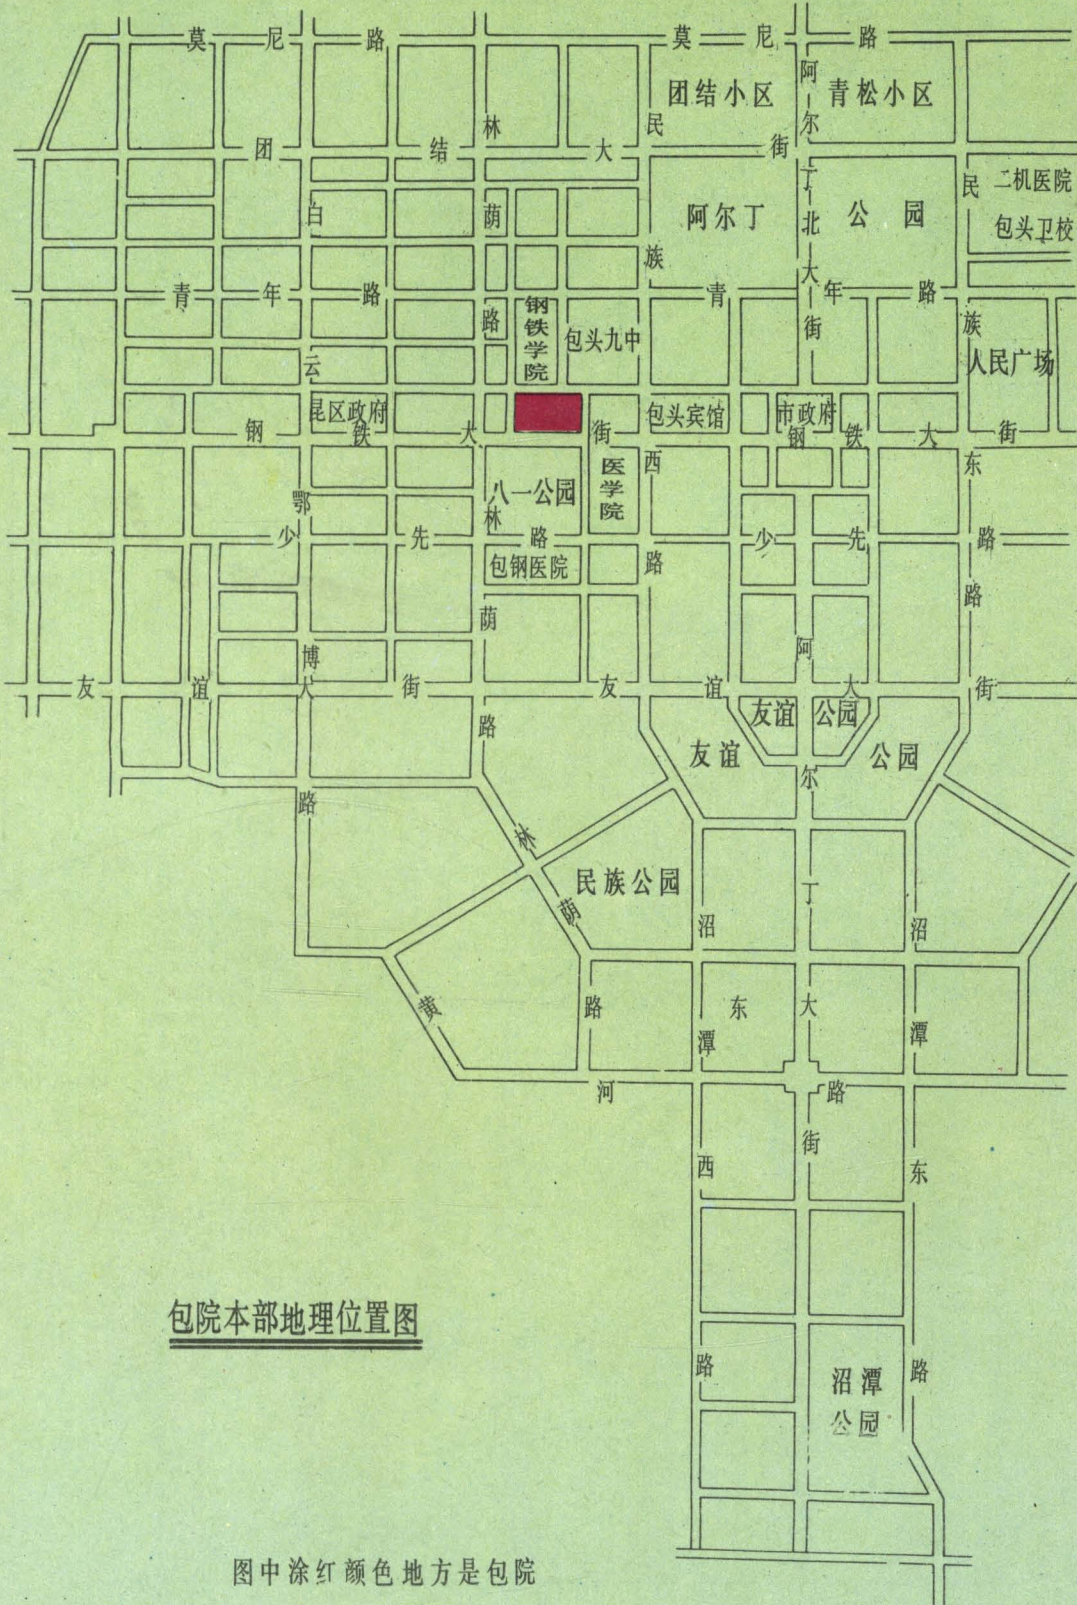 莫尼路
莫尼路
团结小区
青松小区
团结大街
二机医院
包头卫校
阿尔丁公园
白云路
林荫路
民族西路
阿尔丁北大街
民族东路
青年路
青年路
钢铁学院
包头九中
人民广场
昆区政府
包头宾馆
市政府
钢铁大街
钢铁大街
八一公园
医学院
少先路
少先路
包钢医院
鄂博路
林荫路
友谊大街
友谊大街
友谊公园
友谊公园
阿尔丁大街
林荫路
民族公园
沼潭西路
沼潭东路
黄河东路
沼潭
公园
包院本部地理位置图
图中涂红颜色地方是包院